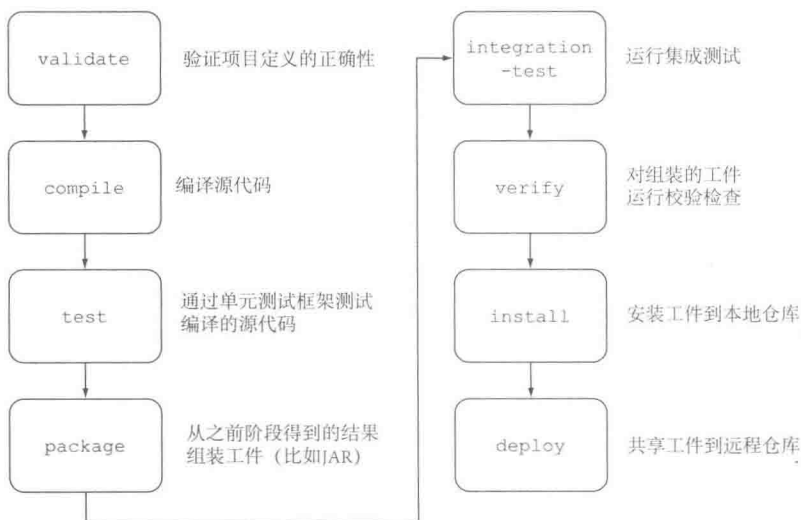 validate
验证项目定义的正确性
compile
编译源代码
test
通过单元测试框架测试
编译的源代码
package
从之前阶段得到的结果
组装工件（比如JAR）
integration
-test
运行集成测试
verify
对组装的工件
运行校验检查
install
安装工件到本地仓库
deploy
共享工件到远程仓库